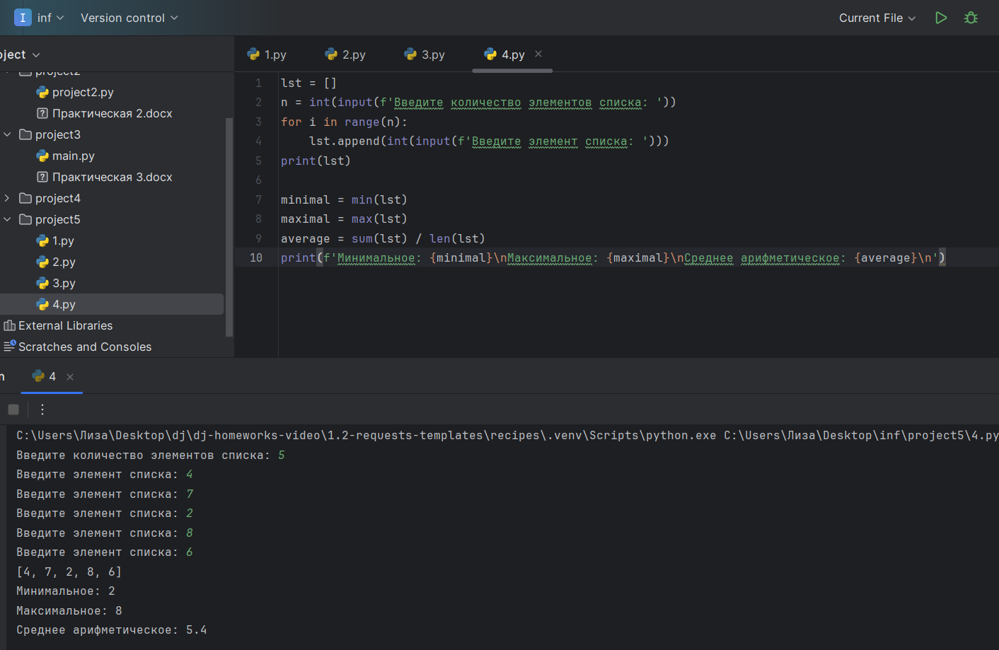 I inf Version control Current File
oject
1.py 2.py 3.py 4.py
project2
project2.py
? Практическая 2.docx
project3
main.py
? Практическая 3.docx
project4
project5
1.py
2.py
3.py
4.py
External Libraries
Scratches and Consoles
1 lst = []
2 n = int(input(f'Введите количество элементов списка: '))
3 for i in range(n):
4     lst.append(int(input(f'Введите элемент списка: ')))
5 print(lst)
6
7 minimal = min(lst)
8 maximal = max(lst)
9 average = sum(lst) / len(lst)
10 print(f'Минимальное: {minimal}\nМаксимальное: {maximal}\nСреднее арифметическое: {average}\n')
n 4
C:\Users\Лиза\Desktop\dj\dj-homeworks-video\1.2-requests-templates\recipes\.venv\Scripts\python.exe C:\Users\Лиза\Desktop\inf\project5\4.py
Введите количество элементов списка: 5
Введите элемент списка: 4
Введите элемент списка: 7
Введите элемент списка: 2
Введите элемент списка: 8
Введите элемент списка: 6
[4, 7, 2, 8, 6]
Минимальное: 2
Максимальное: 8
Среднее арифметическое: 5.4